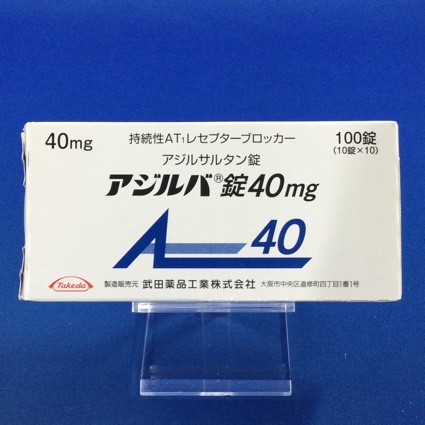 40mg
持続性AT₁レセプターブロッカー
100錠
(10錠×10)
アジルサルタン錠
アジルバ®錠40mg
A 40
Takeda
製造販売元 武田薬品工業株式会社 大阪市中央区道修町四丁目1番1号